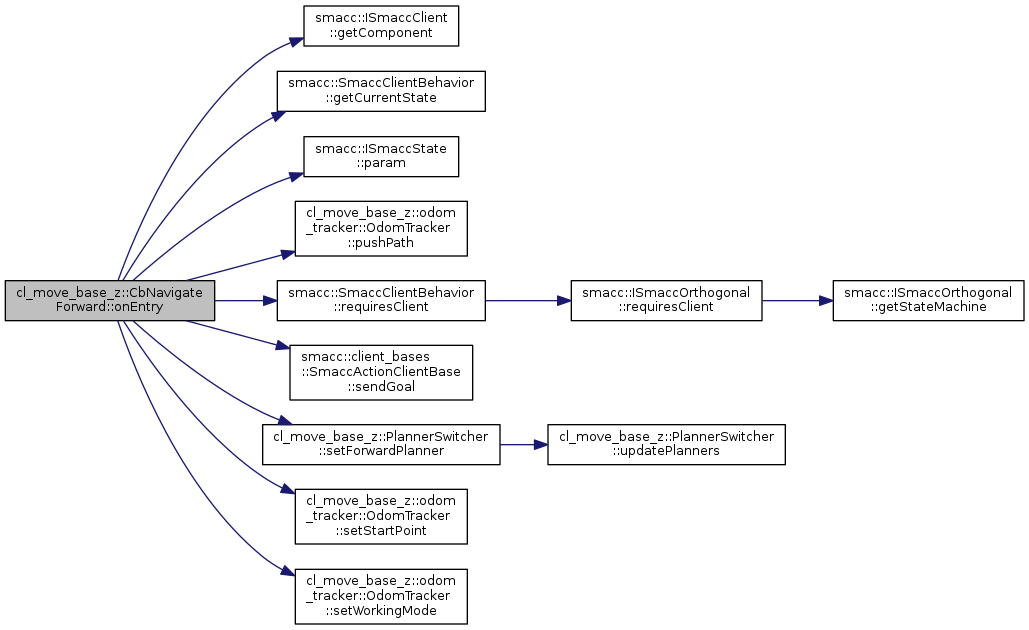 smacc::ISmaccClient
::getComponent
smacc::SmaccClientBehavior
::getCurrentState
smacc::ISmaccState
::param
cl_move_base_z::odom
_tracker::OdomTracker
::pushPath
cl_move_base_z::CbNavigate
Forward::onEntry
smacc::SmaccClientBehavior
::requiresClient
smacc::ISmaccOrthogonal
::requiresClient
smacc::ISmaccOrthogonal
::getStateMachine
smacc::client_bases
::SmaccActionClientBase
::sendGoal
cl_move_base_z::PlannerSwitcher
::setForwardPlanner
cl_move_base_z::PlannerSwitcher
::updatePlanners
cl_move_base_z::odom
_tracker::OdomTracker
::setStartPoint
cl_move_base_z::odom
_tracker::OdomTracker
::setWorkingMode